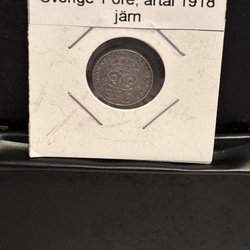 Sverige 1 öre, årtal 1918
järn